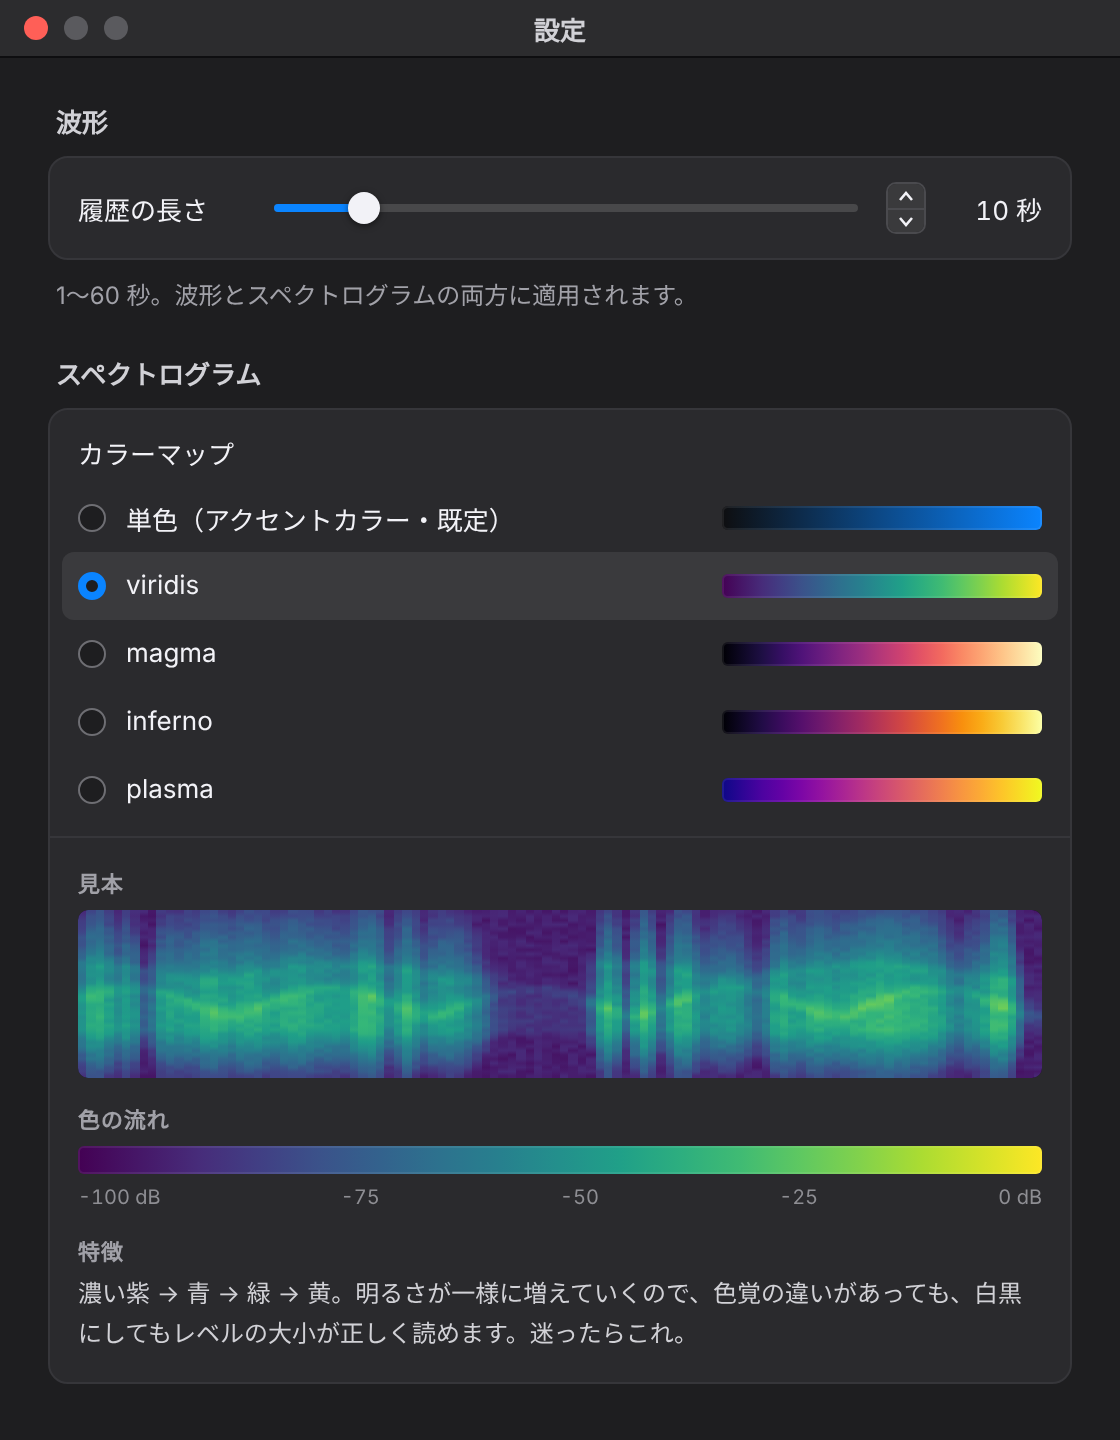 設定
波形
履歴の長さ
10 秒
1〜60 秒。波形とスペクトログラムの両方に適用されます。
スペクトログラム
カラーマップ
単色（アクセントカラー・既定）
viridis
magma
inferno
plasma
見本
色の流れ
-100 dB -75 -50 -25 0 dB
特徴
濃い紫 → 青 → 緑 → 黄。明るさが一様に増えていくので、色覚の違いがあっても、白黒
にしてもレベルの大小が正しく読めます。迷ったらこれ。